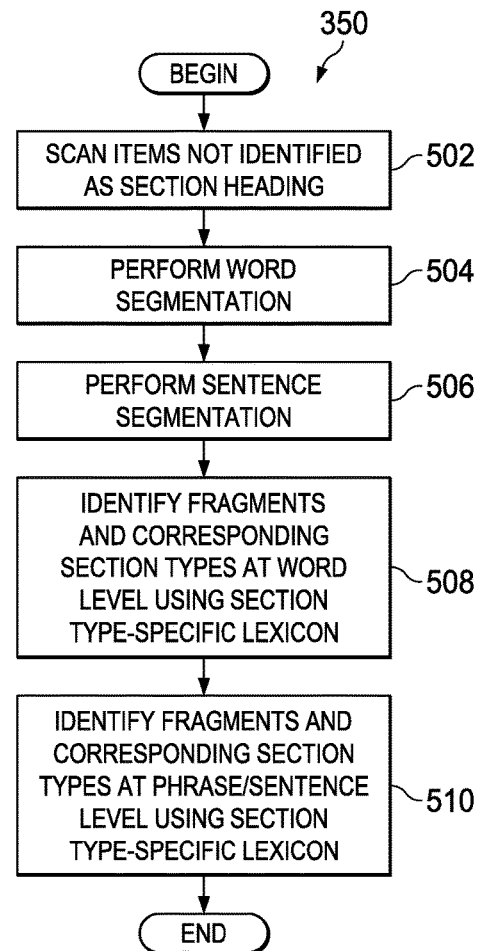 350
BEGIN
SCAN ITEMS NOT IDENTIFIED
AS SECTION HEADING
502
PERFORM WORD
SEGMENTATION
504
PERFORM SENTENCE
SEGMENTATION
506
IDENTIFY FRAGMENTS
AND CORRESPONDING
SECTION TYPES AT WORD
LEVEL USING SECTION
TYPE-SPECIFIC LEXICON
508
IDENTIFY FRAGMENTS AND
CORRESPONDING SECTION
TYPES AT PHRASE/SENTENCE
LEVEL USING SECTION
TYPE-SPECIFIC LEXICON
510
END